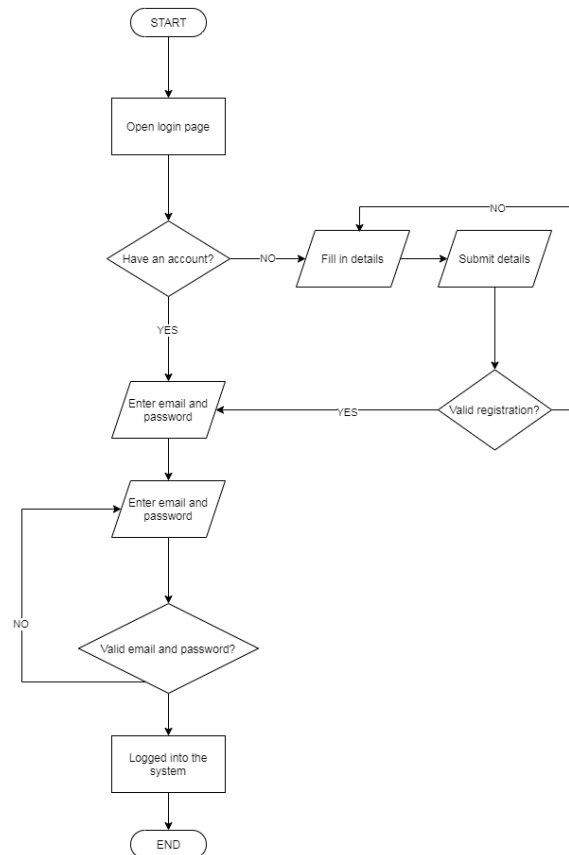 START
Open login page
NO
Have an account?
NO
Fill in details
Submit details
YES
Enter email and
password
YES
Valid registration?
Enter email and
password
NO
Valid email and password?
Logged into the
system
END